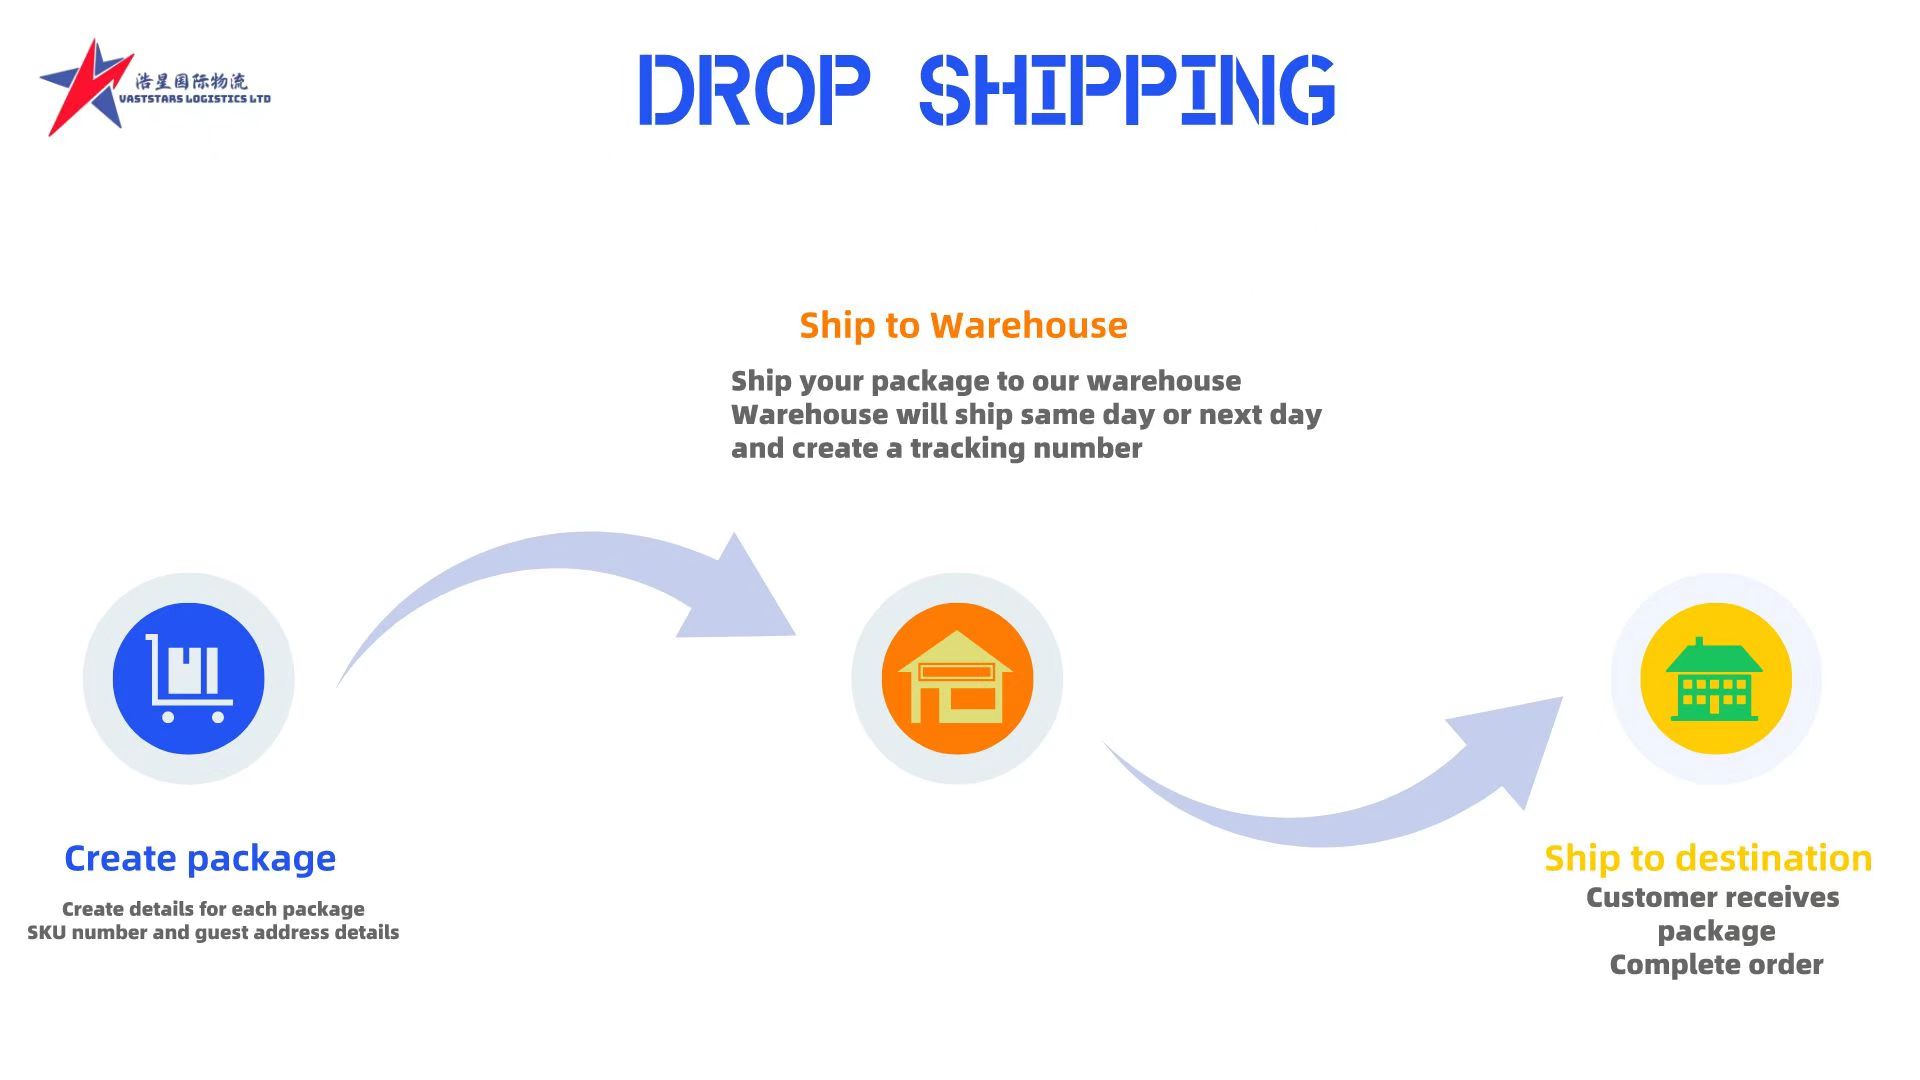 浩星国际物流
VASTSTARS LOGISTICS LTD
DROP SHIPPING
Ship to Warehouse
Ship your package to our warehouse
Warehouse will ship same day or next day
and create a tracking number
Create package
Create details for each package
SKU number and guest address details
Ship to destination
Customer receives
package
Complete order